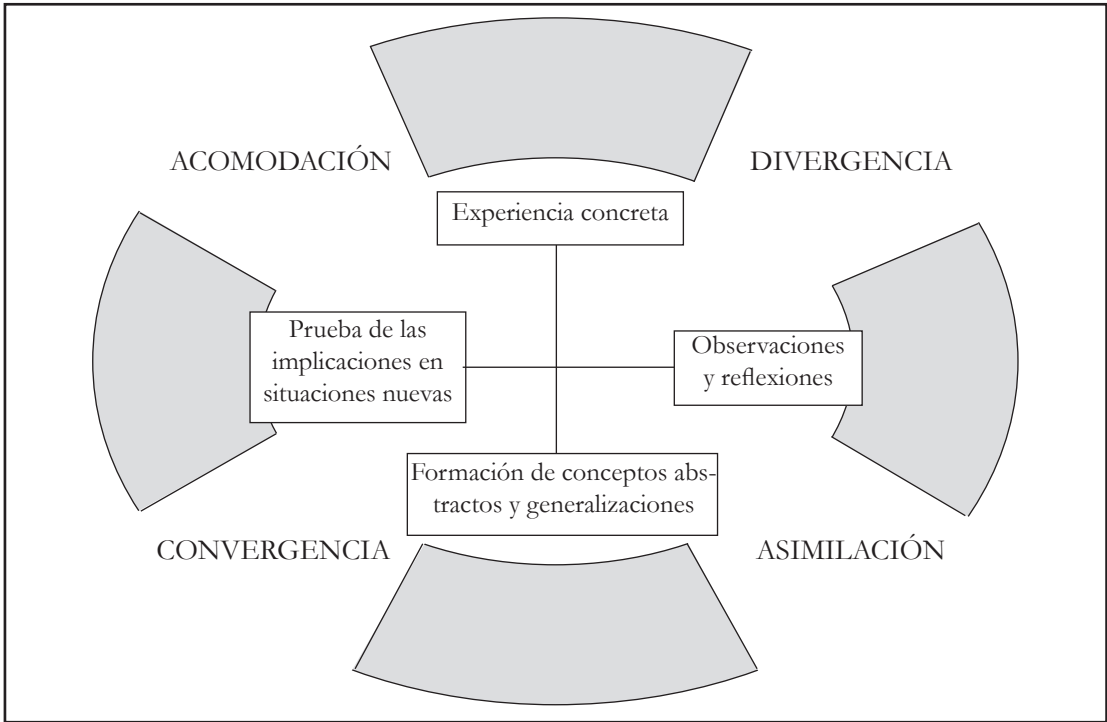 ACOMODACIÓN
DIVERGENCIA
Experiencia concreta
Prueba de las
implicaciones en
situaciones nuevas
Observaciones
y reflexiones
Formación de conceptos abs-
tractos y generalizaciones
CONVERGENCIA
ASIMILACIÓN